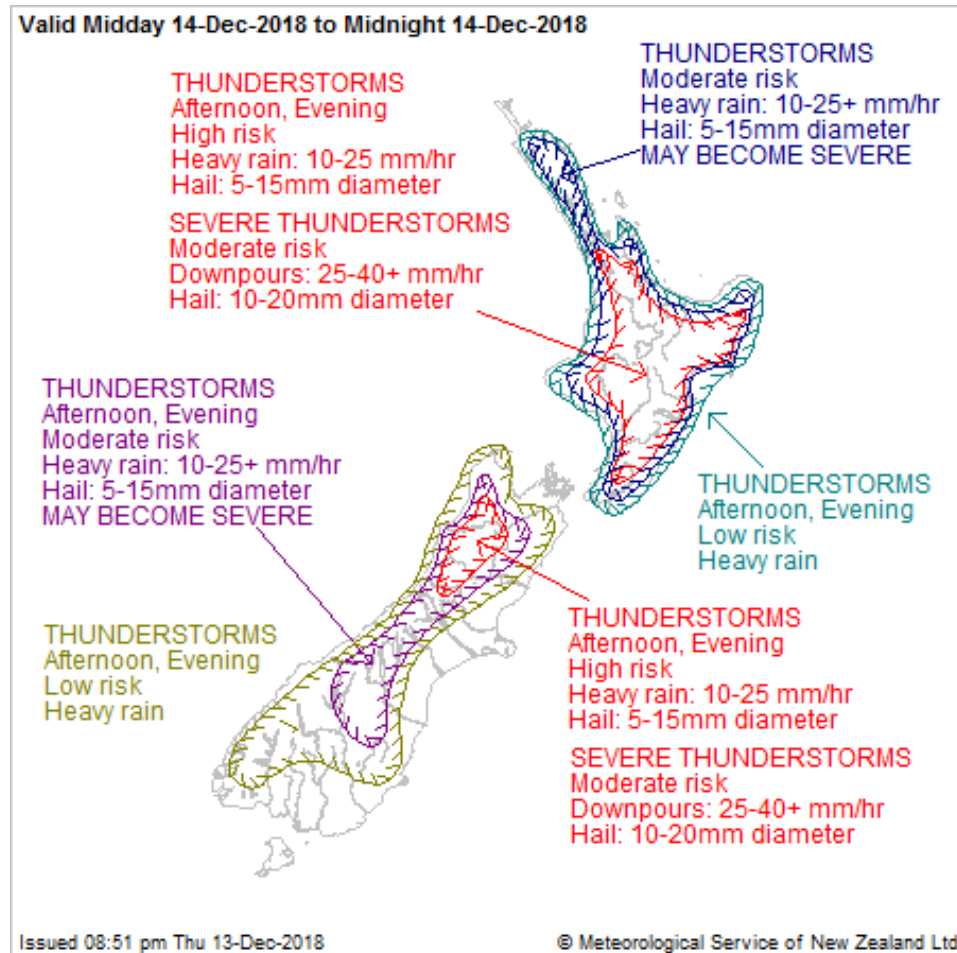 Valid Midday 14-Dec-2018 to Midnight 14-Dec-2018
THUNDERSTORMS
Afternoon, Evening
High risk
Heavy rain: 10-25 mm/hr
Hail: 5-15mm diameter
SEVERE THUNDERSTORMS
Moderate risk
Downpours: 25-40+ mm/hr
Hail: 10-20mm diameter
THUNDERSTORMS
Moderate risk
Heavy rain: 10-25+ mm/hr
Hail: 5-15mm diameter
MAY BECOME SEVERE
THUNDERSTORMS
Afternoon, Evening
Moderate risk
Heavy rain: 10-25+ mm/hr
Hail: 5-15mm diameter
MAY BECOME SEVERE
THUNDERSTORMS
Afternoon, Evening
Low risk
Heavy rain
THUNDERSTORMS
Afternoon, Evening
Low risk
Heavy rain
THUNDERSTORMS
Afternoon, Evening
High risk
Heavy rain: 10-25 mm/hr
Hail: 5-15mm diameter
SEVERE THUNDERSTORMS
Moderate risk
Downpours: 25-40+ mm/hr
Hail: 10-20mm diameter
Issued 08:51 pm Thu 13-Dec-2018
© Meteorological Service of New Zealand Ltd